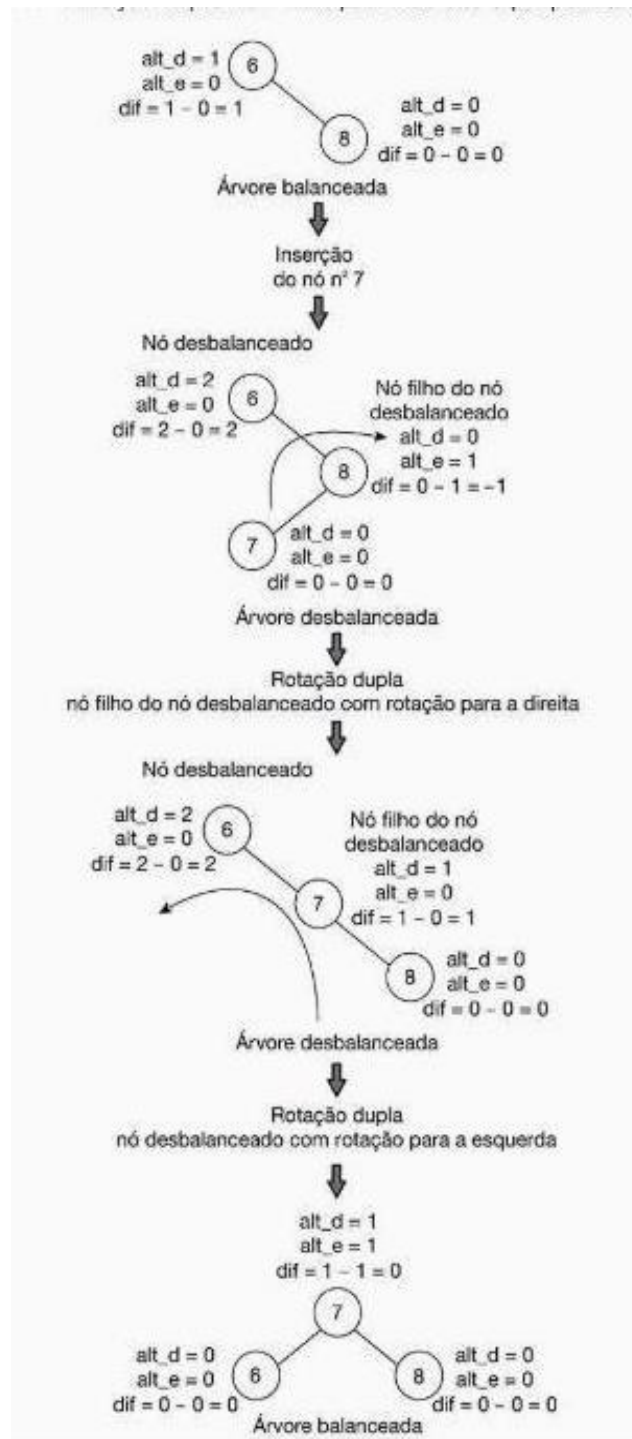 alt_d = 1
alt_e = 0
dif = 1 – 0 = 1
6
8
alt_d = 0
alt_e = 0
dif = 0 – 0 = 0
Árvore balanceada
Inserção
do nó nº 7
Nó desbalanceado
alt_d = 2
alt_e = 0
dif = 2 – 0 = 2
6
Nó filho do nó
desbalanceado
alt_d = 0
alt_e = 1
dif = 0 – 1 = –1
8
7
alt_d = 0
alt_e = 0
dif = 0 – 0 = 0
Árvore desbalanceada
Rotação dupla
nó filho do nó desbalanceado com rotação para a direita
Nó desbalanceado
alt_d = 2
alt_e = 0
dif = 2 – 0 = 2
6
Nó filho do nó
desbalanceado
alt_d = 1
alt_e = 0
dif = 1 – 0 = 1
7
8
alt_d = 0
alt_e = 0
dif = 0 – 0 = 0
Árvore desbalanceada
Rotação dupla
nó desbalanceado com rotação para a esquerda
alt_d = 1
alt_e = 1
dif = 1 – 1 = 0
7
alt_d = 0
alt_e = 0
dif = 0 – 0 = 0
6
8
alt_d = 0
alt_e = 0
dif = 0 – 0 = 0
Árvore balanceada